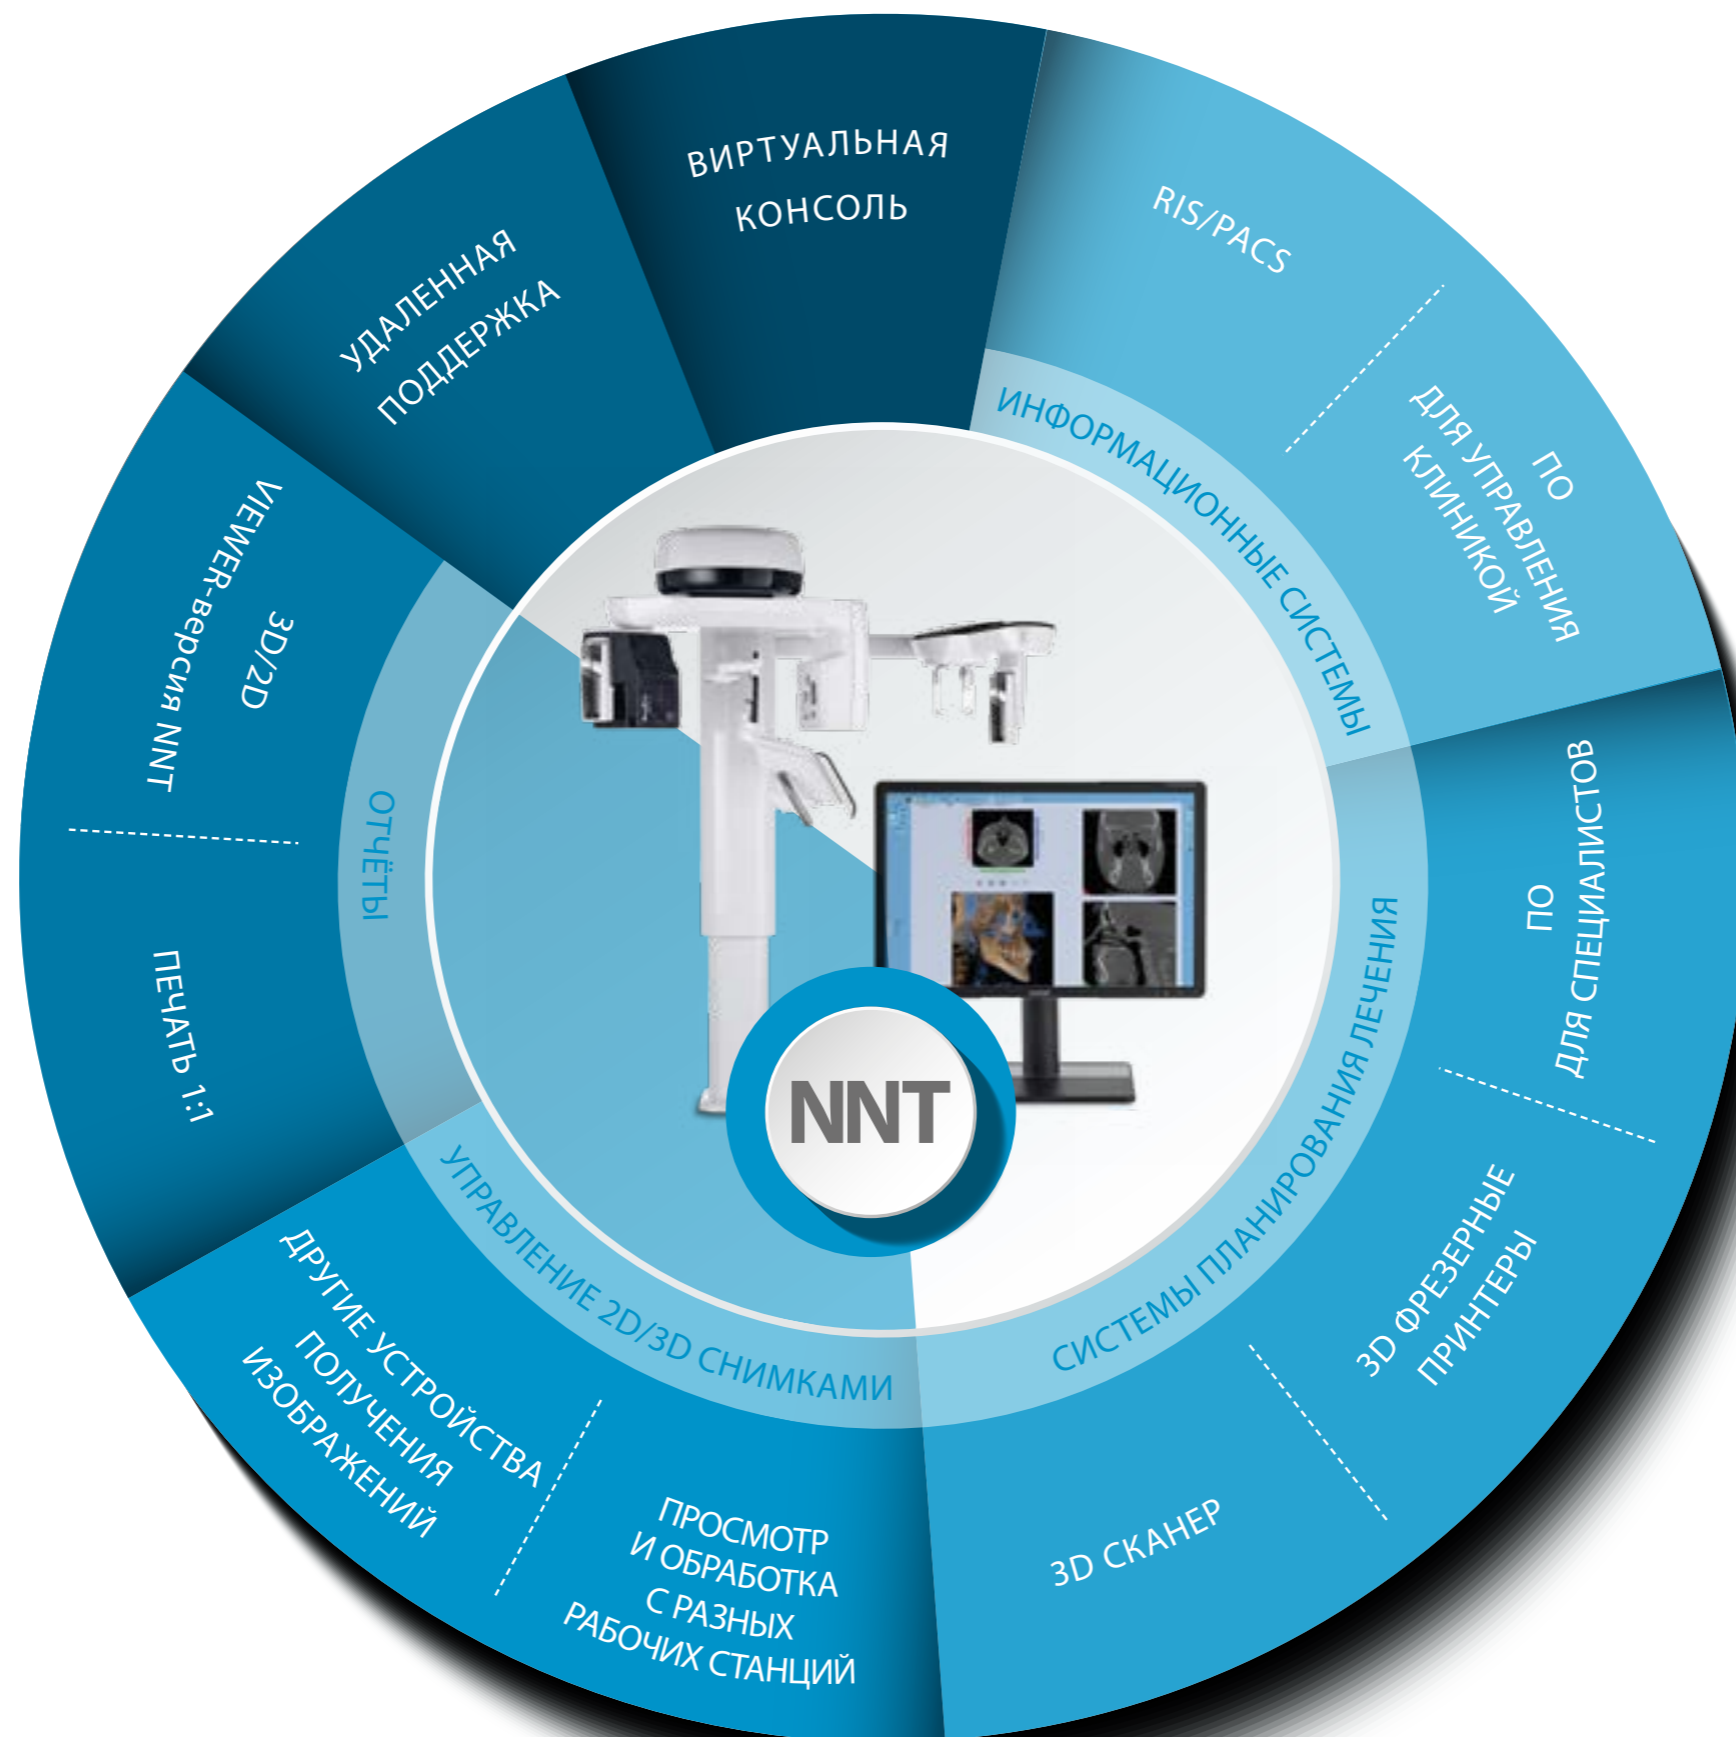 ВИРТУАЛЬНАЯ
КОНСОЛЬ
RIS/PACS
ПО
ДЛЯ УПРАВЛЕНИЯ
КЛИНИКОЙ
ИНФОРМАЦИОННЫЕ СИСТЕМЫ
ПО
ДЛЯ СПЕЦИАЛИСТОВ
3D ФРЕЗЕРНЫЕ
ПРИНТЕРЫ
3D СКАНЕР
СИСТЕМЫ ПЛАНИРОВАНИЯ ЛЕЧЕНИЯ
ПРОСМОТР
И ОБРАБОТКА
С РАЗНЫХ
РАБОЧИХ СТАНЦИЙ
ДРУГИЕ УСТРОЙСТВА
ПОЛУЧЕНИЯ
ИЗОБРАЖЕНИЙ
УПРАВЛЕНИЕ 2D/3D СНИМКАМИ
ПЕЧАТЬ 1:1
3D/2D
VIEWER-версия NNT
ОТЧЁТЫ
УДАЛЕННАЯ
ПОДДЕРЖКА
NNT